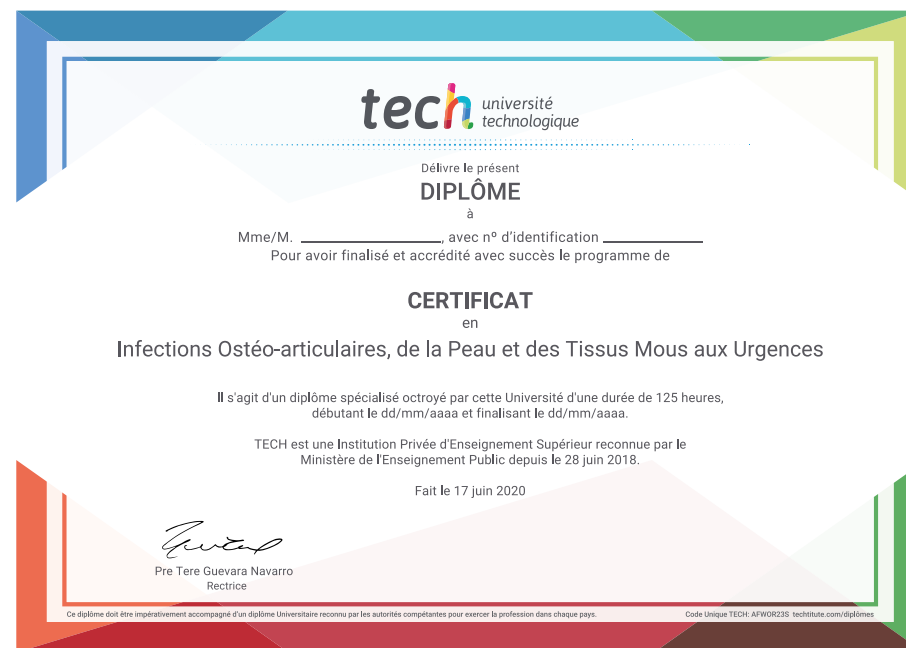 tech université
technologique
Délivre le présent
DIPLÔME
à
Mme/M. ____________________, avec nº d’identification ______________
Pour avoir finalisé et accrédité avec succès le programme de
CERTIFICAT
en
Infections Ostéo-articulaires, de la Peau et des Tissus Mous aux Urgences
Il s'agit d'un diplôme spécialisé octroyé par cette Université d'une durée de 125 heures,
débutant le dd/mm/aaaa et finalisant le dd/mm/aaaa.
TECH est une Institution Privée d'Enseignement Supérieur reconnue par le
Ministère de l'Enseignement Public depuis le 28 juin 2018.
Fait le 17 juin 2020
Pre Tere Guevara Navarro
Rectrice
Ce diplôme doit être impérativement accompagné d'un diplôme Universitaire reconnu par les autorités compétentes pour exercer la profession dans chaque pays.
Code Unique TECH: AFWOR23S techtitute.com/diplômes